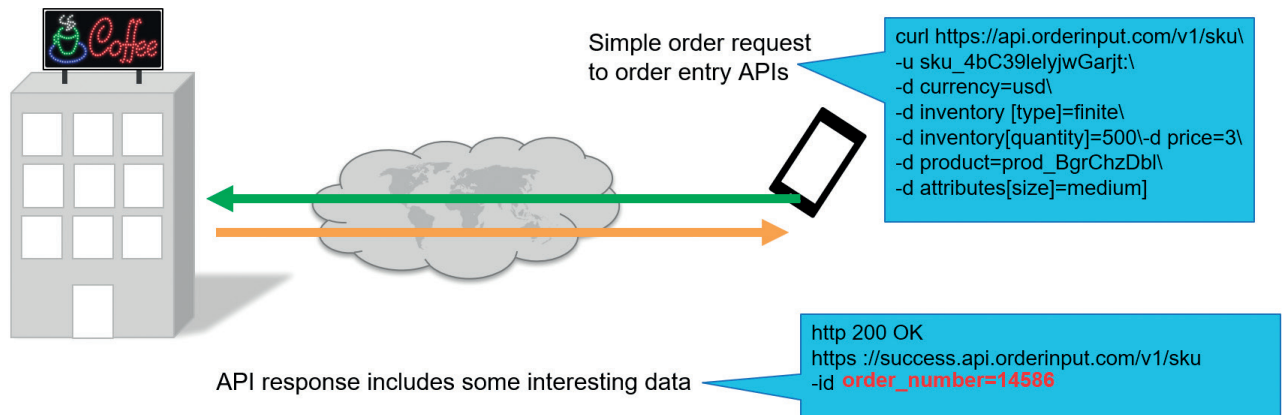 Coffee
Simple order request
to order entry APIs
curl https://api.orderinput.com/v1/sku\
-u sku_4bC39lelyjwGarjt:\
-d currency=usd\
-d inventory [type]=finite\
-d inventory[quantity]=500\-d price=3\
-d product=prod_BgrChzDbl\
-d attributes[size]=medium]
http 200 OK
https ://success.api.orderinput.com/v1/sku
-id order_number=14586
API response includes some interesting data